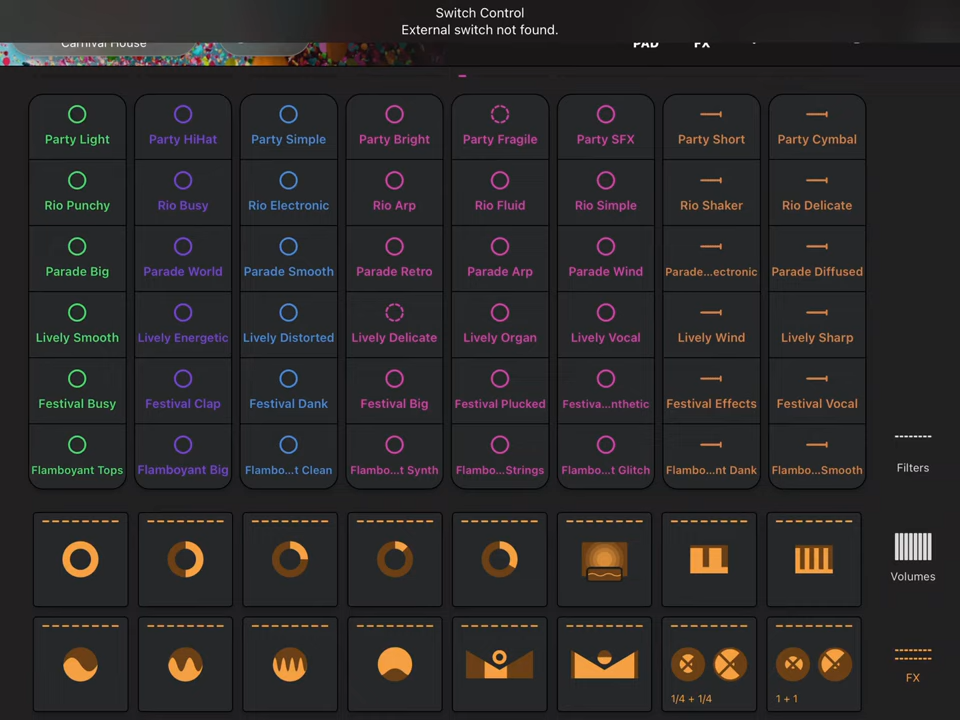 Switch Control
External switch not found.
Carnival House
PAD FX
Party Light Party HiHat Party Simple Party Bright Party Fragile Party SFX Party Short Party Cymbal
Rio Punchy Rio Busy Rio Electronic Rio Arp Rio Fluid Rio Simple Rio Shaker Rio Delicate
Parade Big Parade World Parade Smooth Parade Retro Parade Arp Parade Wind Parade...ectronic Parade Diffused
Lively Smooth Lively Energetic Lively Distorted Lively Delicate Lively Organ Lively Vocal Lively Wind Lively Sharp
Festival Busy Festival Clap Festival Dank Festival Big Festival Plucked Festiva...nthetic Festival Effects Festival Vocal
Flamboyant Tops Flamboyant Big Flambo...t Clean Flambo...t Synth Flambo...Strings Flambo...t Glitch Flambo...nt Dank Flambo...Smooth
Filters
Volumes
FX
1/4 + 1/4 1 + 1